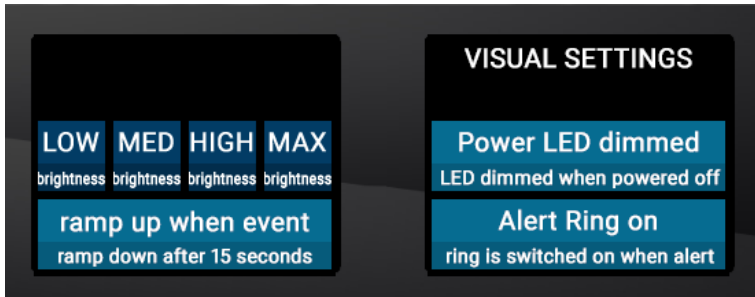 LOW MED HIGH MAX
brightness brightness brightness brightness
ramp up when event
ramp down after 15 seconds
VISUAL SETTINGS
Power LED dimmed
LED dimmed when powered off
Alert Ring on
ring is switched on when alert